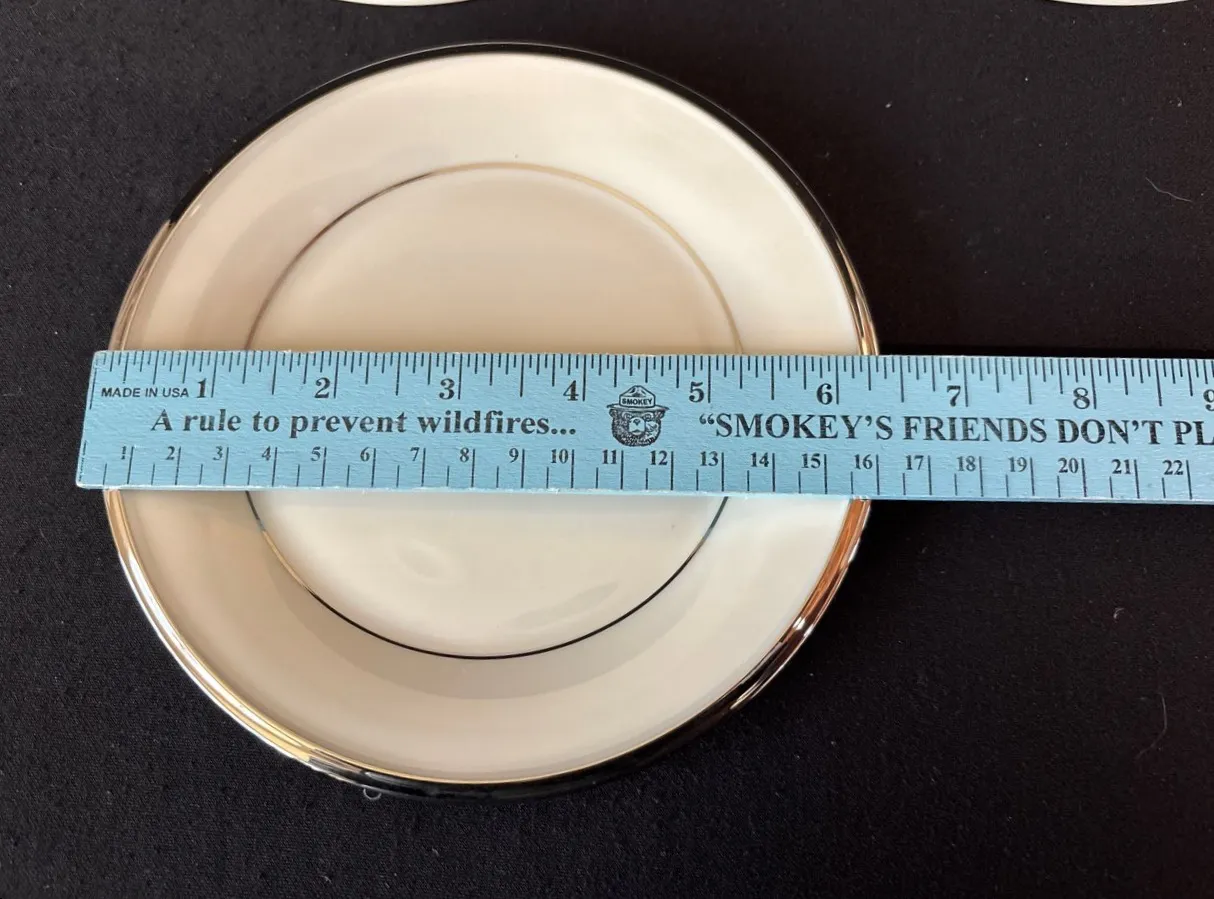 1 2 3 4 5 6 7 8 9
MADE IN USA
SMOKEY
A rule to prevent wildfires... "SMOKEY'S FRIENDS DON'T PL
1 2 3 4 5 6 7 8 9 10 11 12 13 14 15 16 17 18 19 20 21 22